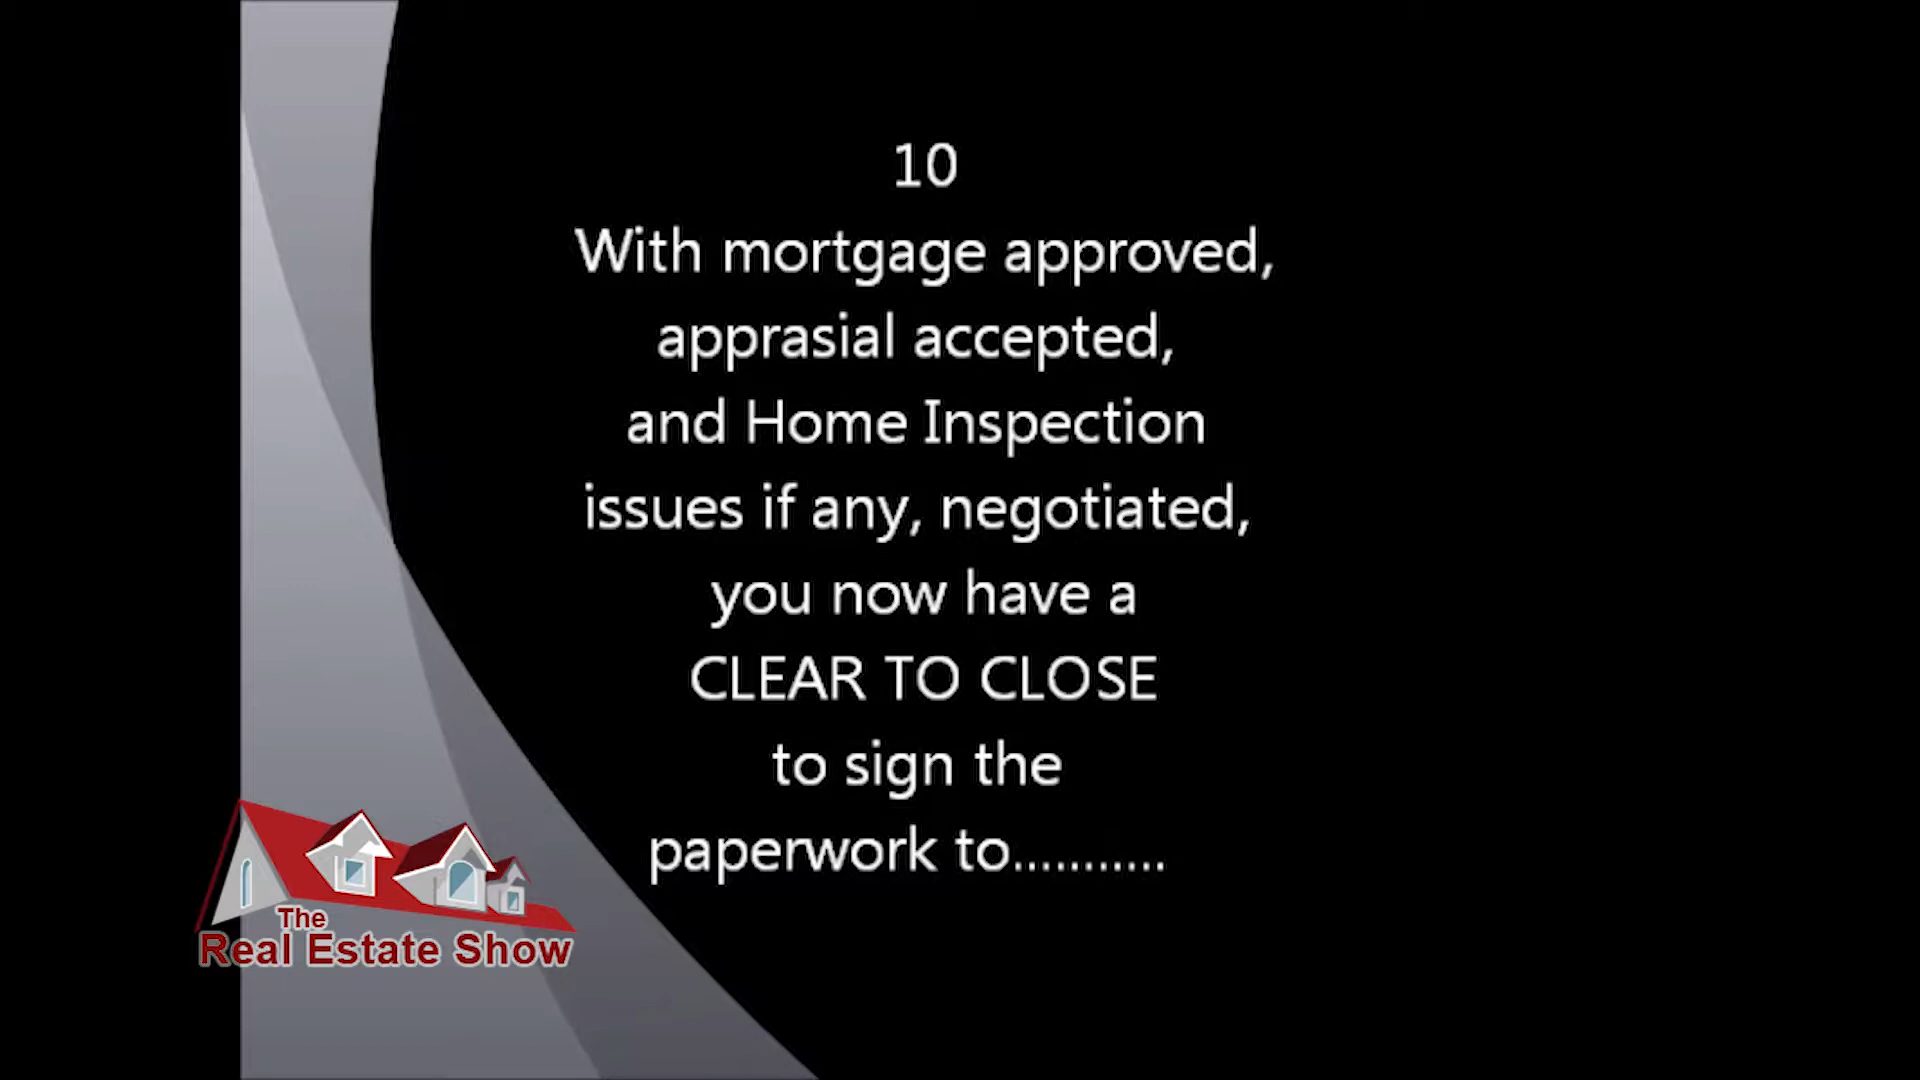 10
With mortgage approved,
apprasial accepted,
and Home Inspection
issues if any, negotiated,
you now have a
CLEAR TO CLOSE
to sign the
paperwork to...........
The
Real Estate Show